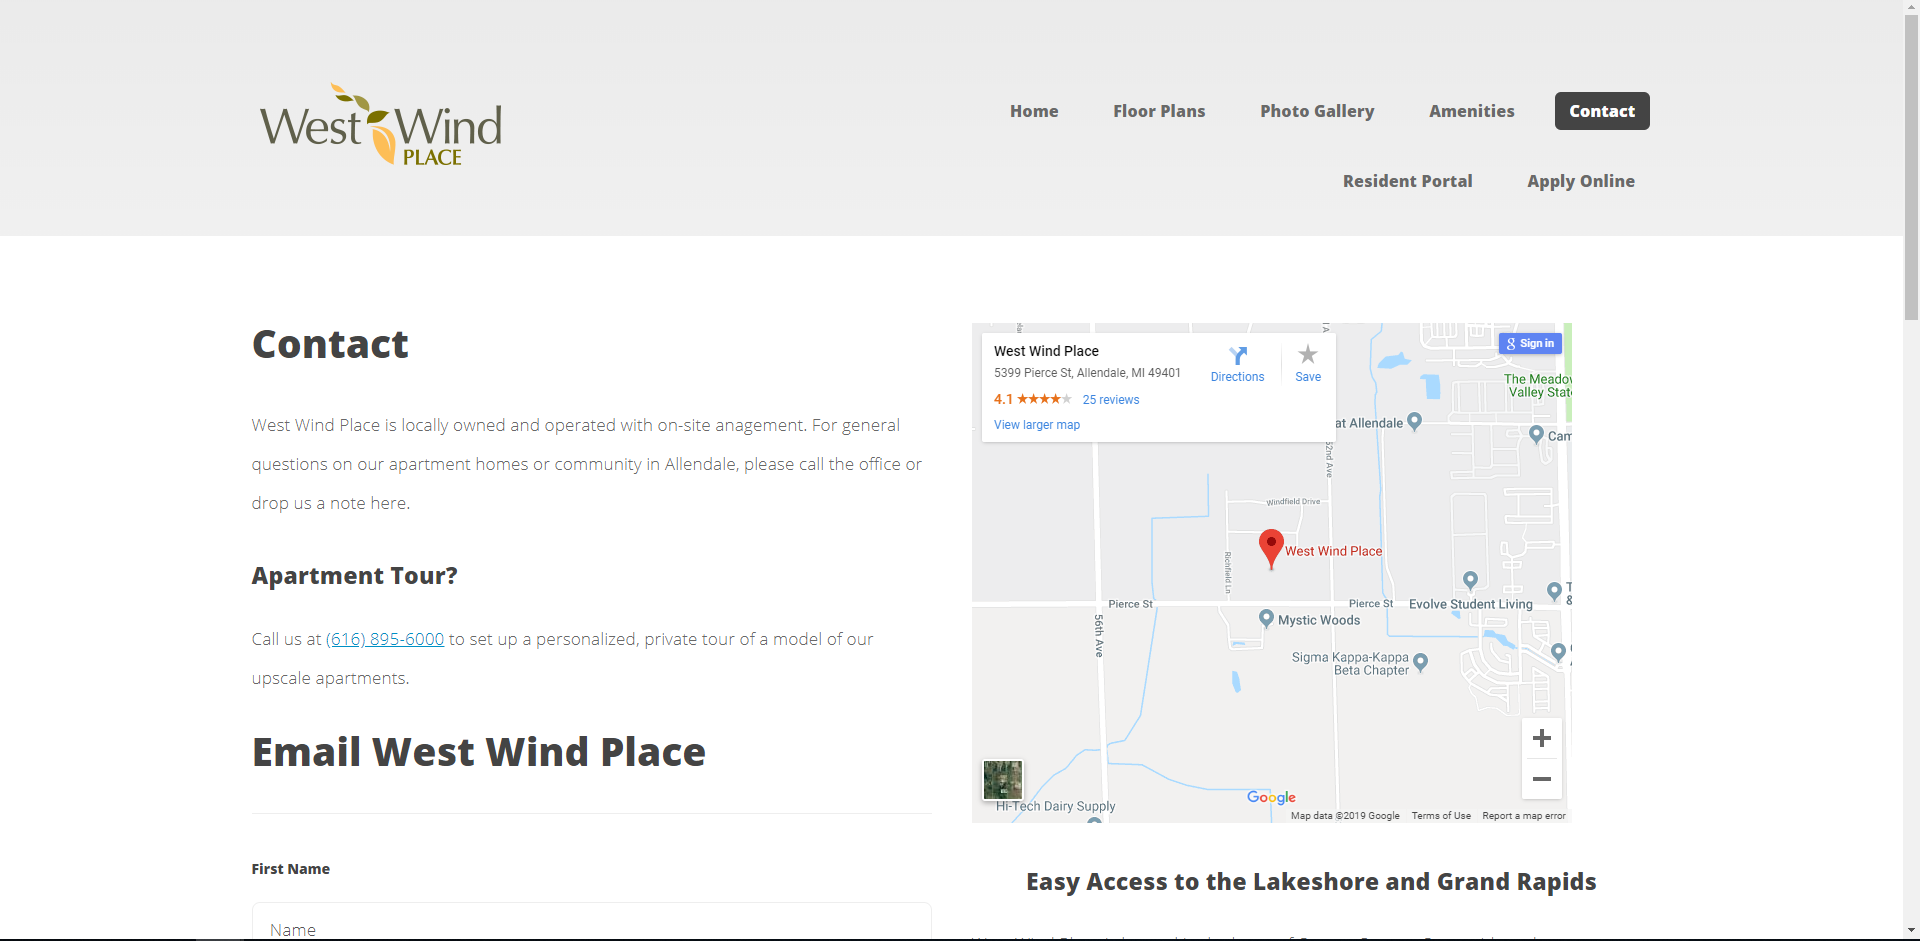 West Wind
PLACE
Home
Floor Plans
Photo Gallery
Amenities
Contact
Resident Portal
Apply Online
Contact
West Wind Place is locally owned and operated with on-site anagement. For general
questions on our apartment homes or community in Allendale, please call the office or
drop us a note here.
Apartment Tour?
Call us at (616) 895-6000 to set up a personalized, private tour of a model of our
upscale apartments.
Email West Wind Place
First Name
Name
West Wind Place
5399 Pierce St, Allendale, MI 49401
4.1
25 reviews
View larger map
Directions
Save
Sign in
The Meadow
Valley State
at Allendale
Cam
52nd Ave
Windfield Drive
West Wind Place
Richfield Ln
Pierce St
Pierce St
Evolve Student Living
T
&
Mystic Woods
56th Ave
Sigma Kappa-Kappa
Beta Chapter
Hi-Tech Dairy Supply
Google
Map data ©2019 Google
Terms of Use
Report a map error
Easy Access to the Lakeshore and Grand Rapids